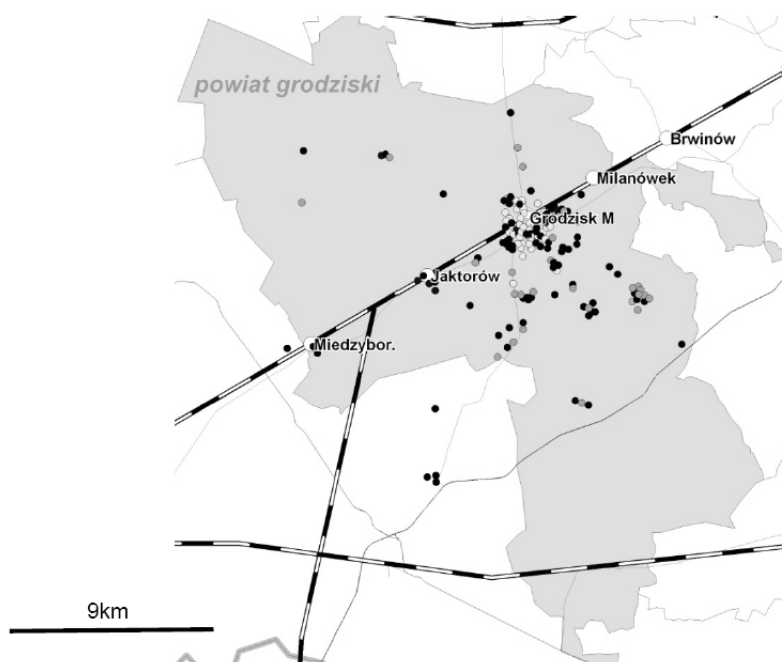 powiat grodziski
Brwinów
Milanówek
Grodzisk M
Jaktorów
Miedzybor.
9km